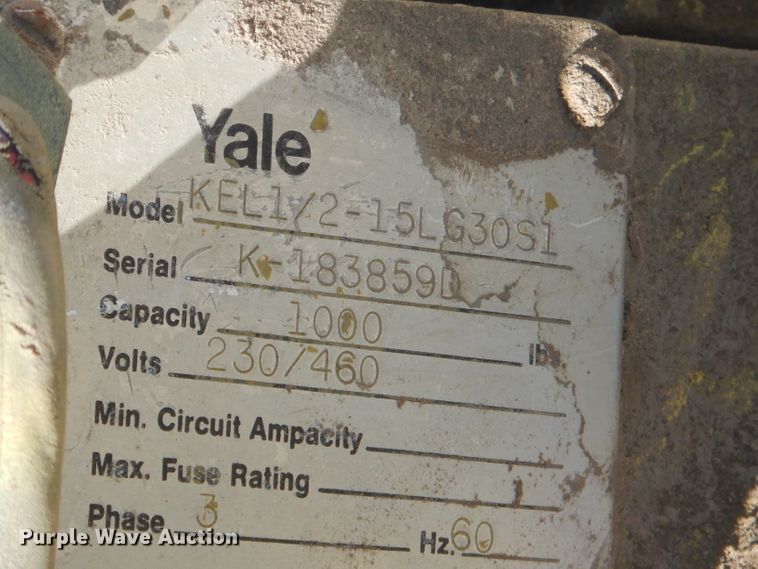 Yale
Model KEL1/2-15LG30S1
Serial K-183859D
Capacity 1000 lb.
Volts 230/460
Min. Circuit Ampacity
Max. Fuse Rating
Phase 3 Hz. 60
Purple Wave Auction